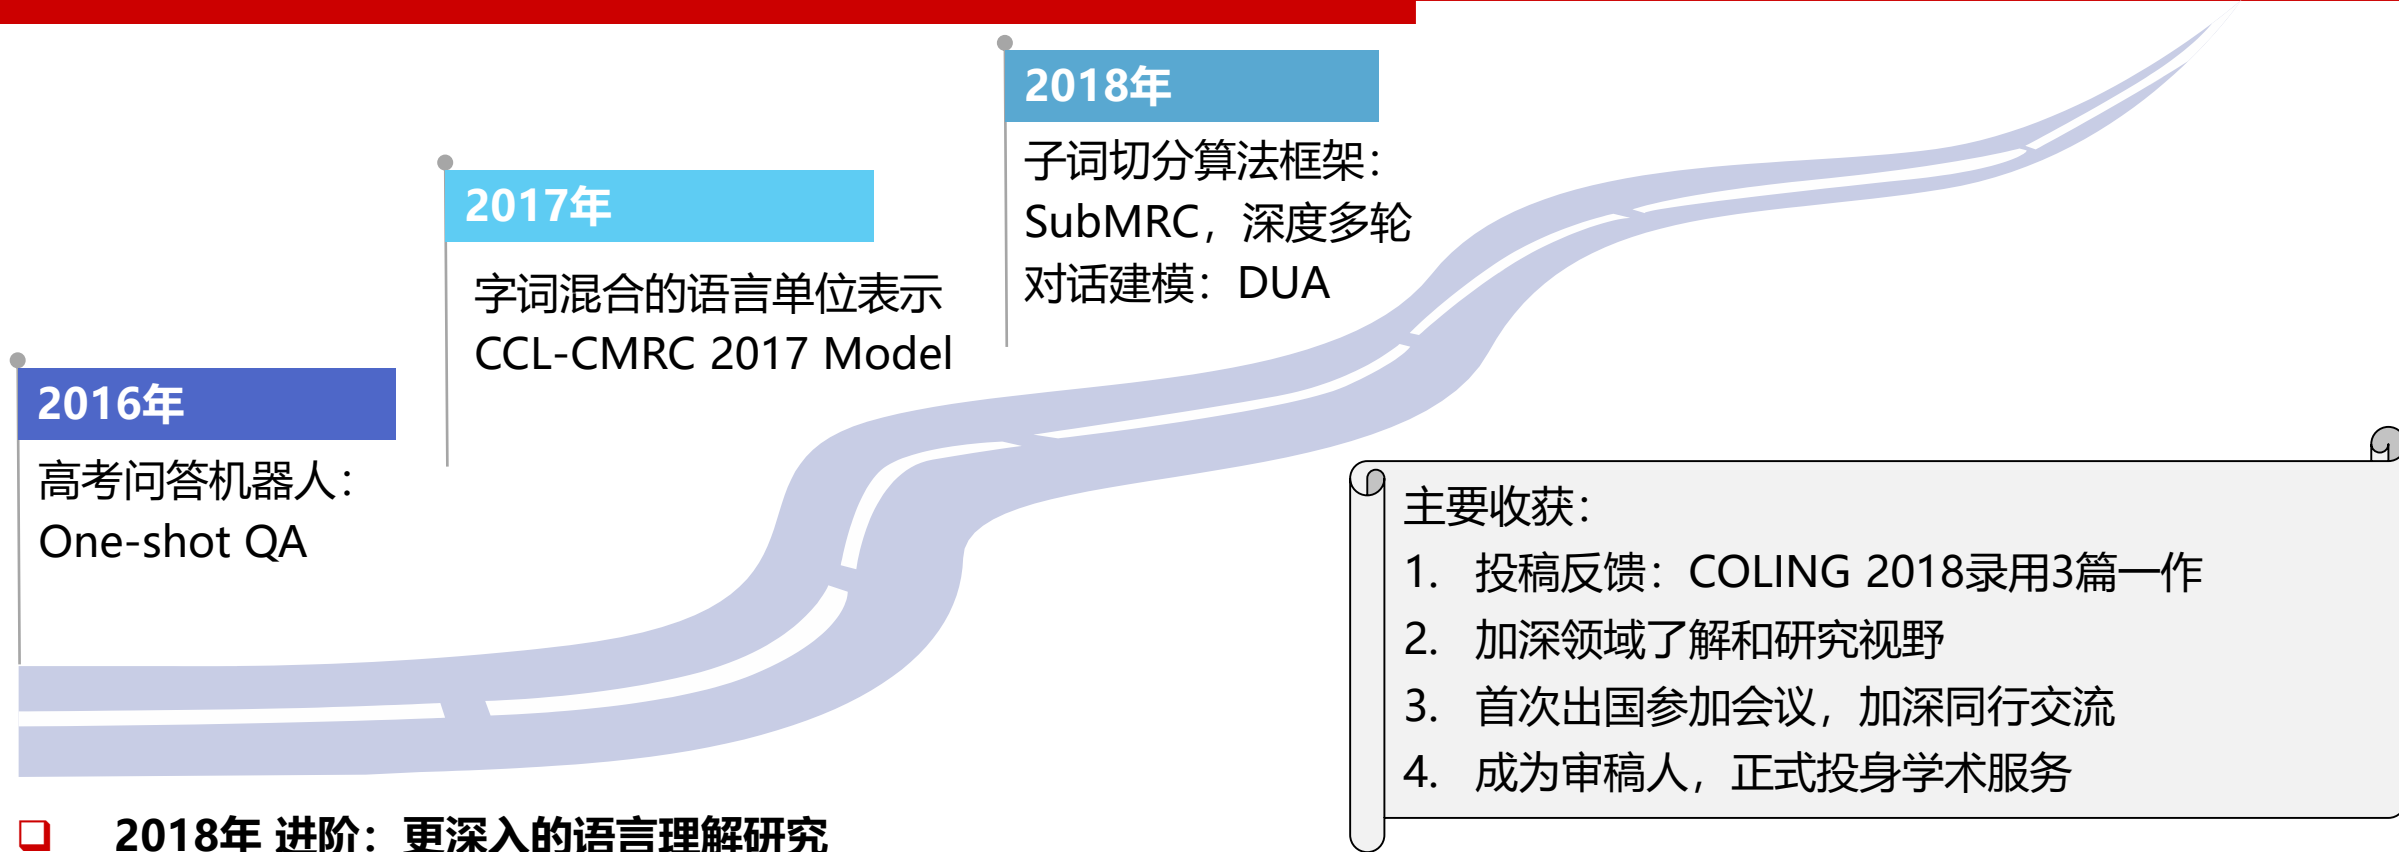 2018年
子词切分算法框架：
SubMRC，深度多轮
对话建模：DUA
2017年
字词混合的语言单位表示
CCL-CMRC 2017 Model
2016年
高考问答机器人：
One-shot QA
主要收获：
1. 投稿反馈：COLING 2018录用3篇一作
2. 加深领域了解和研究视野
3. 首次出国参加会议，加深同行交流
4. 成为审稿人，正式投身学术服务
2018年 进阶：更深入的语言理解研究